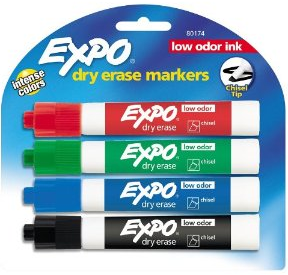 80174
EXPO® low odor ink
dry erase markers
intense
colors
Chisel
Tip
EXPO® low odor
dry erase chisel
EXPO® low odor
dry erase chisel
EXPO® low odor
dry erase chisel
EXPO® low odor
dry erase chisel